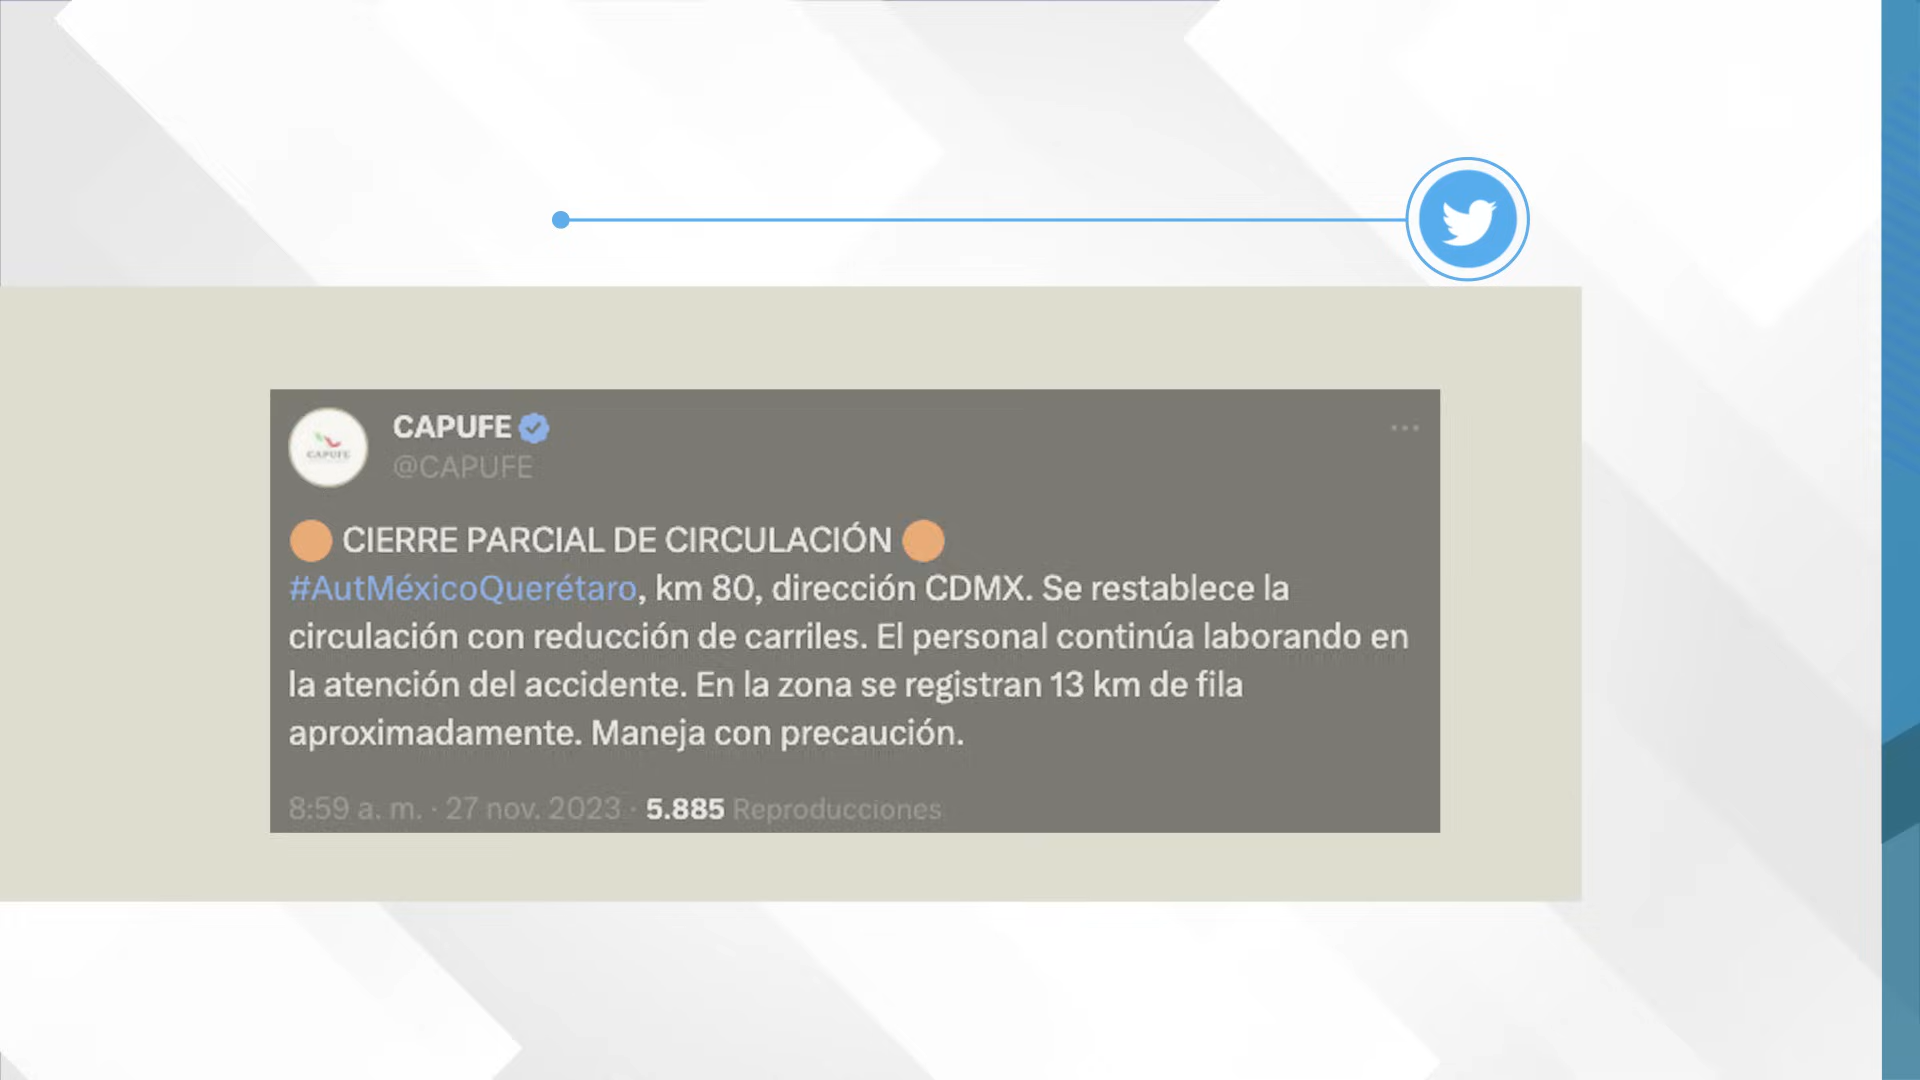 CAPUFE
CAPUFE
@CAPUFE
CIERRE PARCIAL DE CIRCULACIÓN
#AutMéxicoQuerétaro, km 80, dirección CDMX. Se restablece la
circulación con reducción de carriles. El personal continúa laborando en
la atención del accidente. En la zona se registran 13 km de fila
aproximadamente. Maneja con precaución.
8:59 a. m. · 27 nov. 2023 · 5.885 Reproducciones